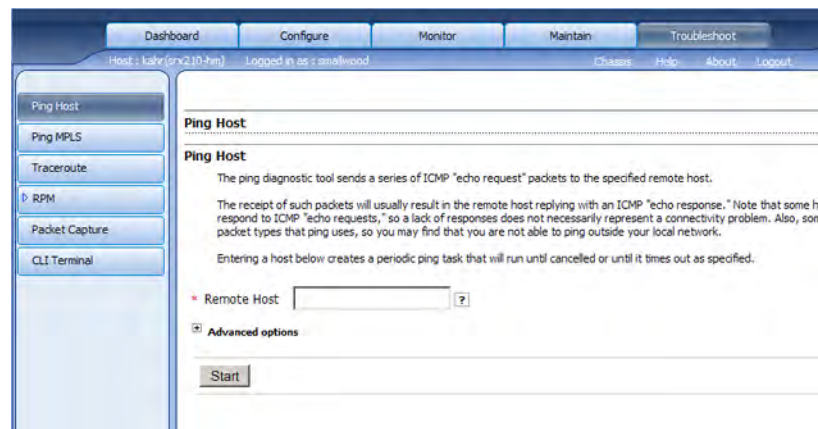 Dashboard Configure Monitor Maintain Troubleshoot
Host : kahr(srx210-hm) Logged in as : smallwood Chassis Help About Logout
Ping Host
Ping MPLS
Traceroute
RPM
Packet Capture
CLI Terminal
Ping Host
Ping Host
The ping diagnostic tool sends a series of ICMP "echo request" packets to the specified remote host.
The receipt of such packets will usually result in the remote host replying with an ICMP "echo response." Note that some h
respond to ICMP "echo requests," so a lack of responses does not necessarily represent a connectivity problem. Also, som
packet types that ping uses, so you may find that you are not able to ping outside your local network.
Entering a host below creates a periodic ping task that will run until cancelled or until it times out as specified.
* Remote Host ?
+ Advanced options
Start